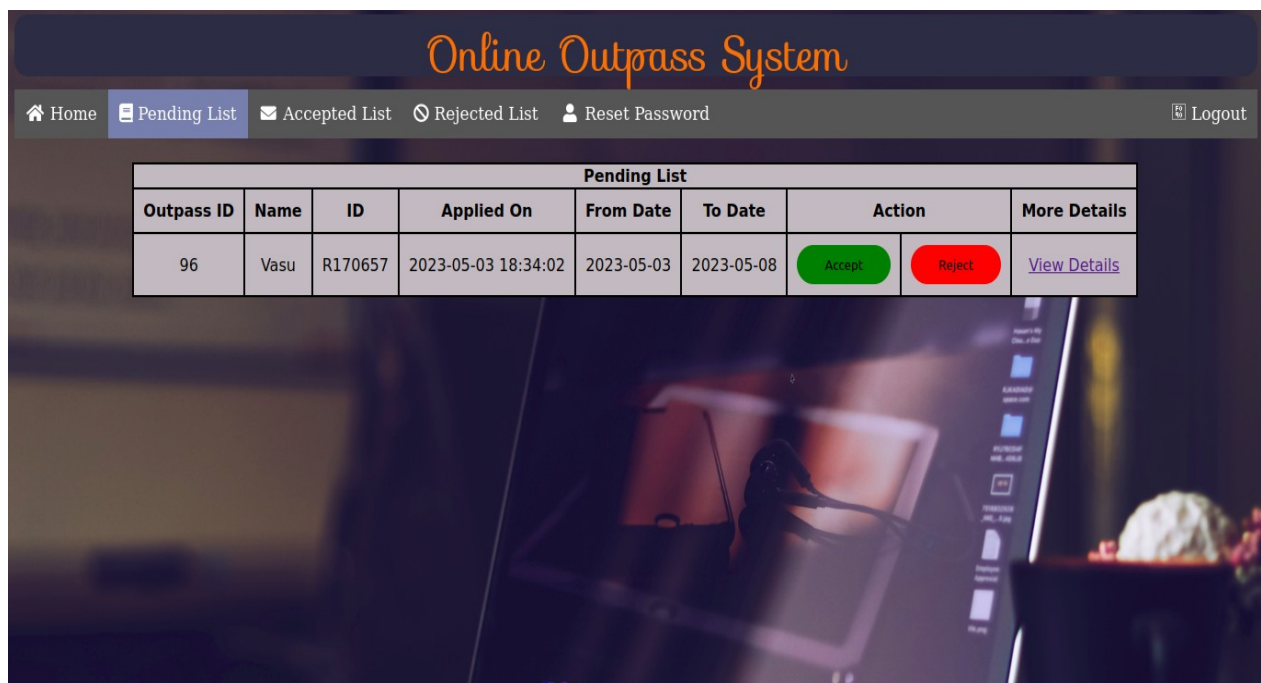 Online Outpass System
Home Pending List Accepted List Rejected List Reset Password Logout
Pending List
Outpass ID Name ID Applied On From Date To Date Action More Details
96 Vasu R170657 2023-05-03 18:34:02 2023-05-03 2023-05-08 Accept Reject View Details